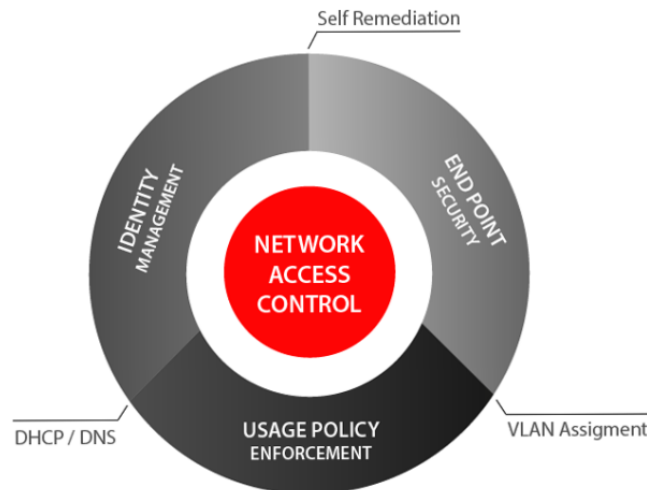 Self Remediation
IDENTITY
MANAGEMENT
END POINT
SECURITY
NETWORK
ACCESS
CONTROL
DHCP / DNS
USAGE POLICY
ENFORCEMENT
VLAN Assigment